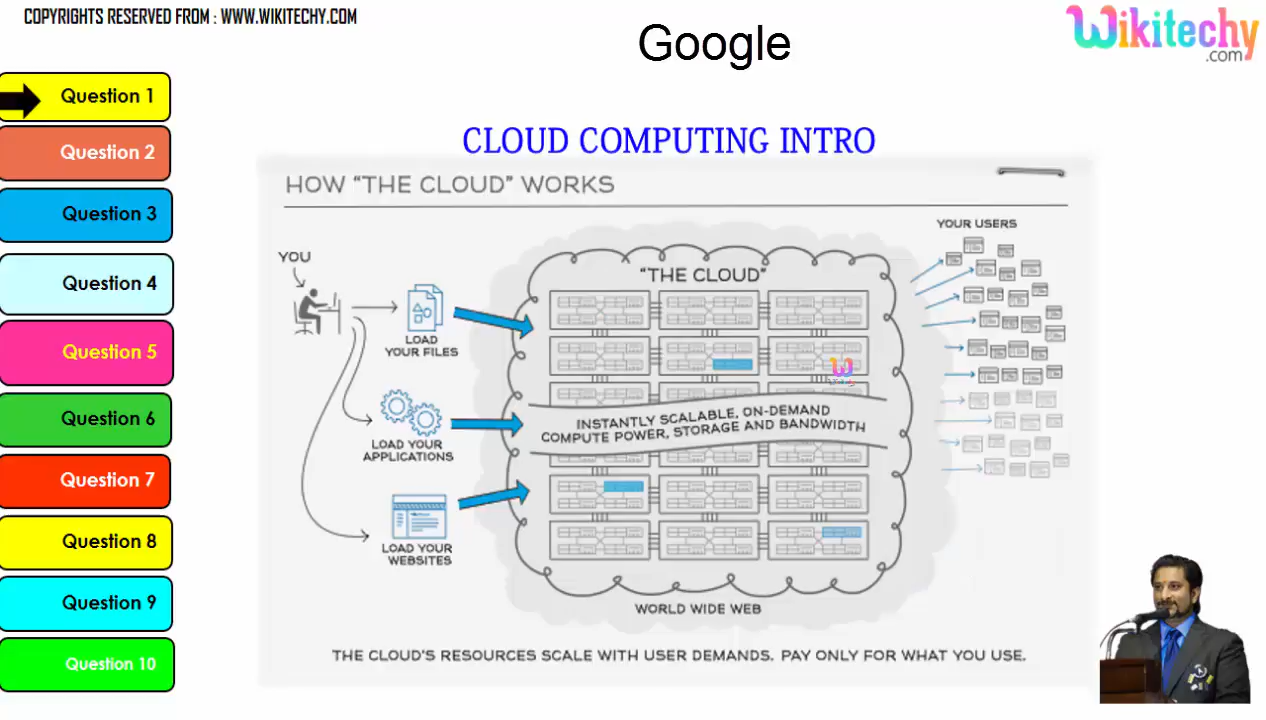 COPYRIGHTS RESERVED FROM : WWW.WIKITECHY.COM
Google
Wikitechy
.com
Question 1
Question 2
Question 3
Question 4
Question 5
Question 6
Question 7
Question 8
Question 9
Question 10
CLOUD COMPUTING INTRO
HOW “THE CLOUD” WORKS
YOU
LOAD
YOUR FILES
LOAD YOUR
APPLICATIONS
LOAD YOUR
WEBSITES
“THE CLOUD”
INSTANTLY SCALABLE, ON-DEMAND
COMPUTE POWER, STORAGE AND BANDWIDTH
WORLD WIDE WEB
YOUR USERS
THE CLOUD'S RESOURCES SCALE WITH USER DEMANDS. PAY ONLY FOR WHAT YOU USE.